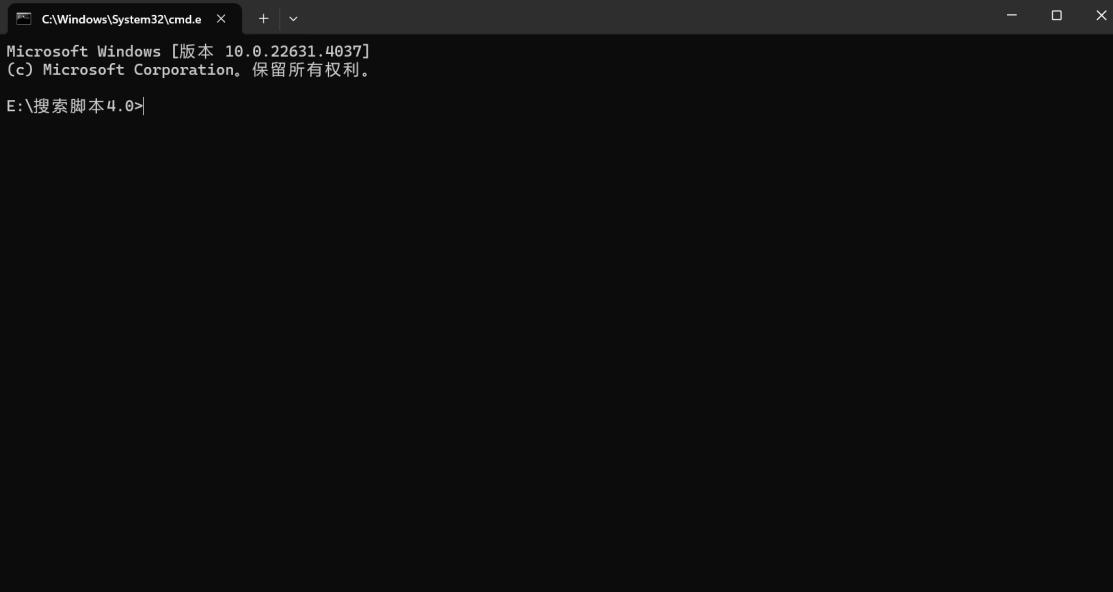 C:\Windows\System32\cmd.e
Microsoft Windows [版本 10.0.22631.4037]
(c) Microsoft Corporation。保留所有权利。
E:\搜索脚本4.0>